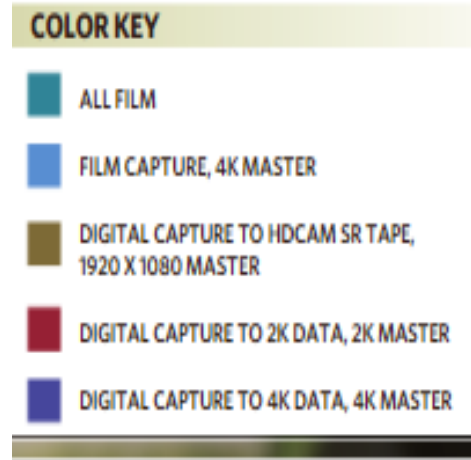 COLOR KEY
ALL FILM
FILM CAPTURE, 4K MASTER
DIGITAL CAPTURE TO HDCAM SR TAPE,
1920 X 1080 MASTER
DIGITAL CAPTURE TO 2K DATA, 2K MASTER
DIGITAL CAPTURE TO 4K DATA, 4K MASTER